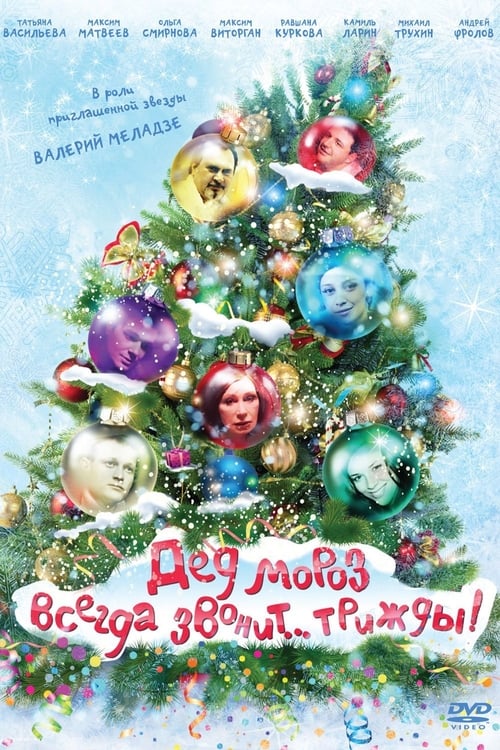 ТАТЬЯНА ВАСИЛЬЕВА МАКСИМ МАТВЕЕВ ОЛЬГА СМИРНОВА МАКСИМ ВИТОРГАН РАВШАНА КУРКОВА КАМИЛЬ ЛАРИН МИХАИЛ ТРУХИН АНДРЕЙ ФРОЛОВ
В роли
приглашенной звезды
ВАЛЕРИЙ МЕЛАДЗЕ
Дед мороз
всегда звонит... трижды!
DVD
VIDEO